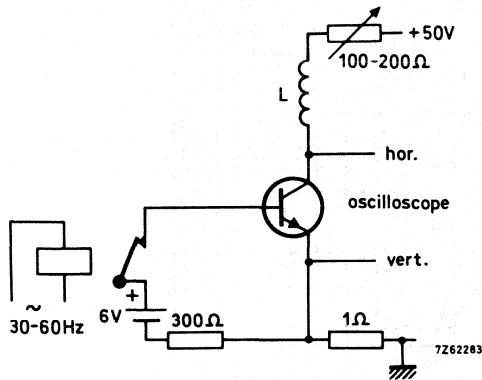 +50V
100-200Ω
L
hor.
oscilloscope
vert.
~
30-60Hz
+
6V
300Ω
1Ω
7Z62283